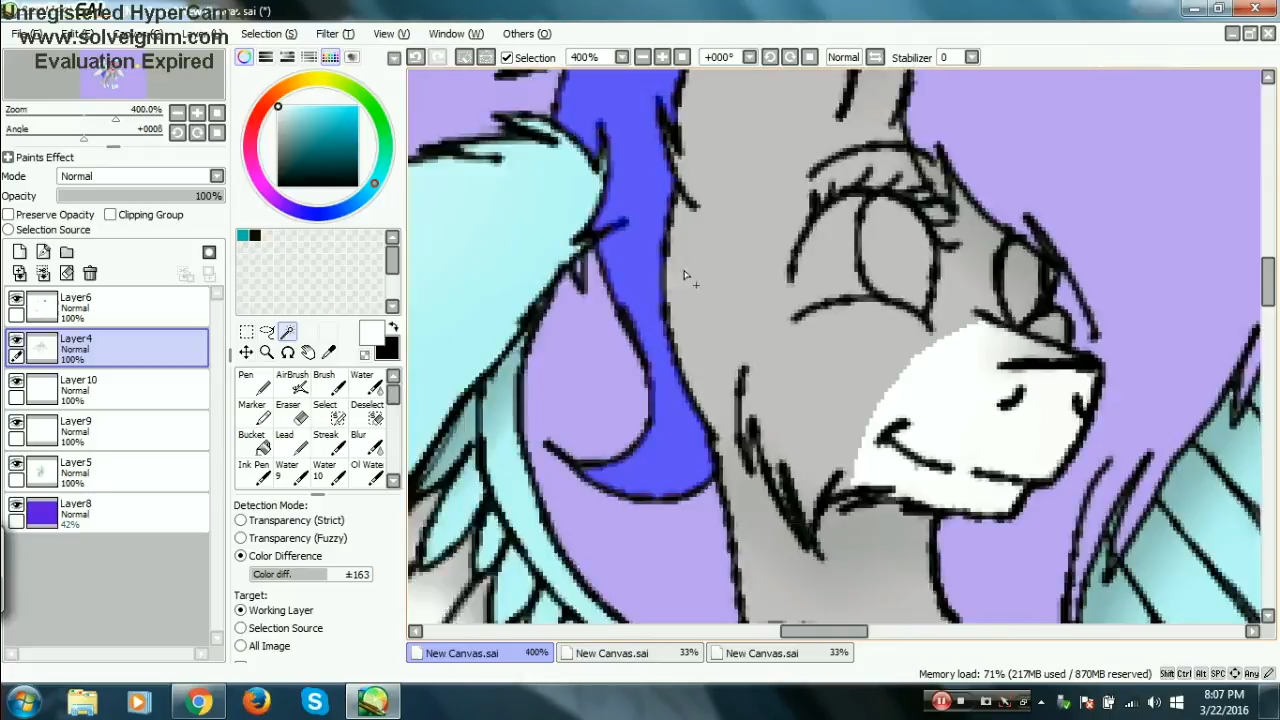 Unregistered HyperCam
www.Solveigmm.com
Evaluation Expired
Canvas.sai (*)
Selection (S) Filter (T) View (V) Window (W) Others (O)
Selection 400% +000° Normal Stabilizer 0
Zoom 400.0%
Angle
Paints Effect
Mode Normal
Opacity 100%
Preserve Opacity Clipping Group
Selection Source
Layer6
Normal
100%
Layer4
Normal
100%
Layer10
Normal
100%
Layer9
Normal
100%
Layer5
Normal
100%
Layer8
Normal
42%
Pen AirBrush Brush Water
Marker Eraser Select Deselect
Bucket Lead Streak Blur
Ink Pen Water 9 Water 10 Ol Water
Detection Mode:
Transparency (Strict)
Transparency (Fuzzy)
Color Difference
Color diff. ±163
Target:
Working Layer
Selection Source
All Image
New Canvas.sai 400% New Canvas.sai 33% New Canvas.sai 33%
Memory load: 71% (217MB used / 870MB reserved) Shift Ctrl Alt SPC Any
8:07 PM
3/22/2016